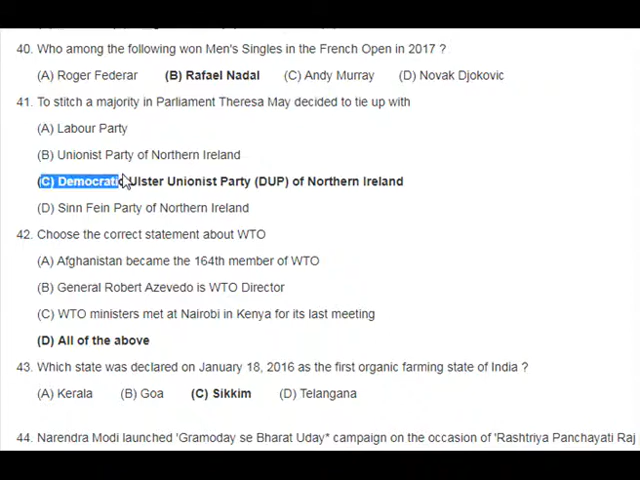 40. Who among the following won Men's Singles in the French Open in 2017 ?
(A) Roger Federar (B) Rafael Nadal (C) Andy Murray (D) Novak Djokovic
41. To stitch a majority in Parliament Theresa May decided to tie up with
(A) Labour Party
(B) Unionist Party of Northern Ireland
(C) Democratic Ulster Unionist Party (DUP) of Northern Ireland
(D) Sinn Fein Party of Northern Ireland
42. Choose the correct statement about WTO
(A) Afghanistan became the 164th member of WTO
(B) General Robert Azevedo is WTO Director
(C) WTO ministers met at Nairobi in Kenya for its last meeting
(D) All of the above
43. Which state was declared on January 18, 2016 as the first organic farming state of India ?
(A) Kerala (B) Goa (C) Sikkim (D) Telangana
44. Narendra Modi launched 'Gramoday se Bharat Uday" campaign on the occasion of 'Rashtriya Panchayati Raj